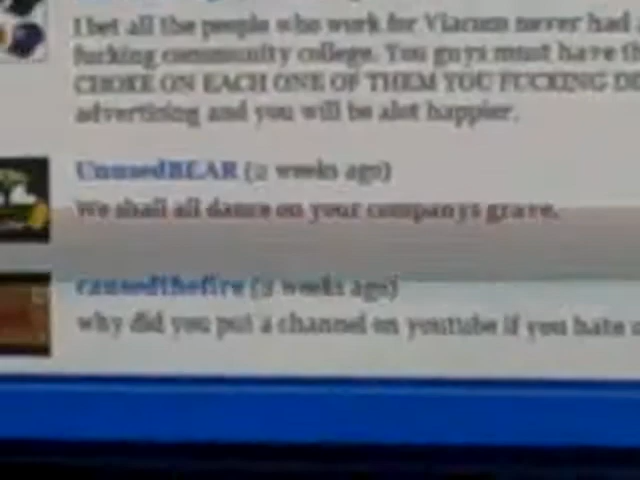 I bet all the people who work for Viacom never had
fucking community college. You guys must have
CHOKE ON EACH ONE OF THEM YOU FUCKING
advertising and you will be alot happier.
UnusedBEAR (2 weeks ago)
We shall all dance on your companys grave.
causedthefire (2 weeks ago)
why did you put a channel on youtube if you hate